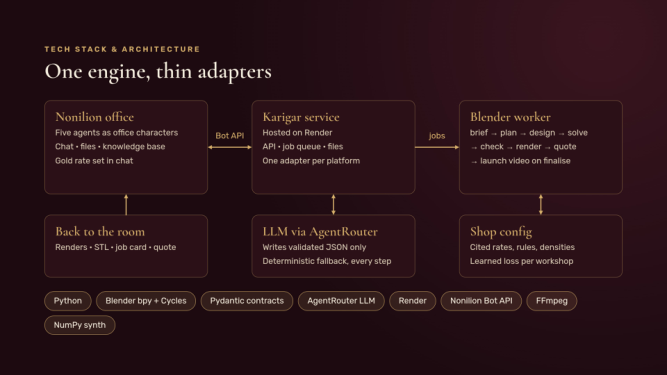 TECH STACK & ARCHITECTURE
One engine, thin adapters
Nonilion office
Five agents as office characters
Chat • files • knowledge base
Gold rate set in chat
Bot API
Karigar service
Hosted on Render
API • job queue • files
One adapter per platform
jobs
Blender worker
brief → plan → design → solve
→ check → render → quote
→ launch video on finalise
Back to the room
Renders • STL • job card • quote
LLM via AgentRouter
Writes validated JSON only
Deterministic fallback, every step
Shop config
Cited rates, rules, densities
Learned loss per workshop
Python
Blender bpy + Cycles
Pydantic contracts
AgentRouter LLM
Render
Nonilion Bot API
FFmpeg
NumPy synth